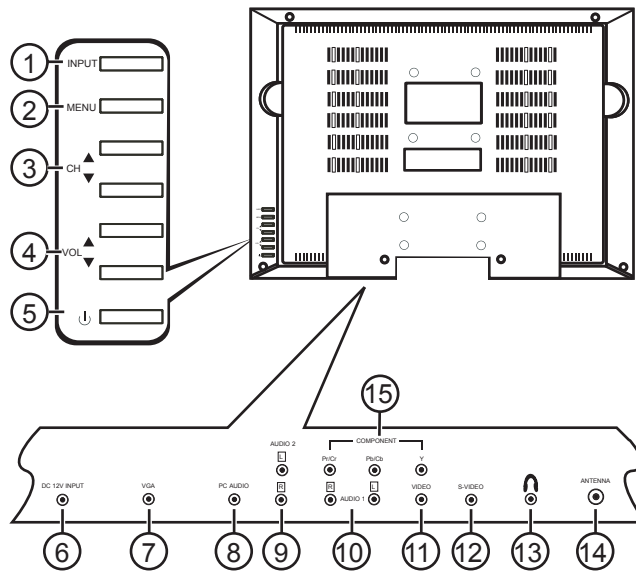 1 INPUT
2 MENU
3 CH
4 VOL
5
15
AUDIO 2 COMPONENT
L Pr/Cr Pb/Cb Y
DC 12V INPUT VGA PC AUDIO R R AUDIO 1 L VIDEO S-VIDEO ANTENNA
6 7 8 9 10 11 12 13 14